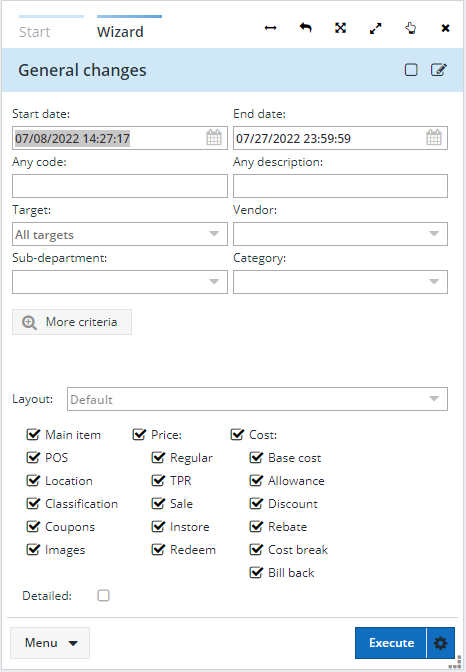 Start Wizard
General changes
Start date: End date:
07/08/2022 14:27:17 07/27/2022 23:59:59
Any code: Any description:
Target: Vendor:
All targets
Sub-department: Category:
More criteria
Layout: Default
Main item Price: Cost:
POS Regular Base cost
Location TPR Allowance
Classification Sale Discount
Coupons Instore Rebate
Images Redeem Cost break
Bill back
Detailed:
Menu Execute